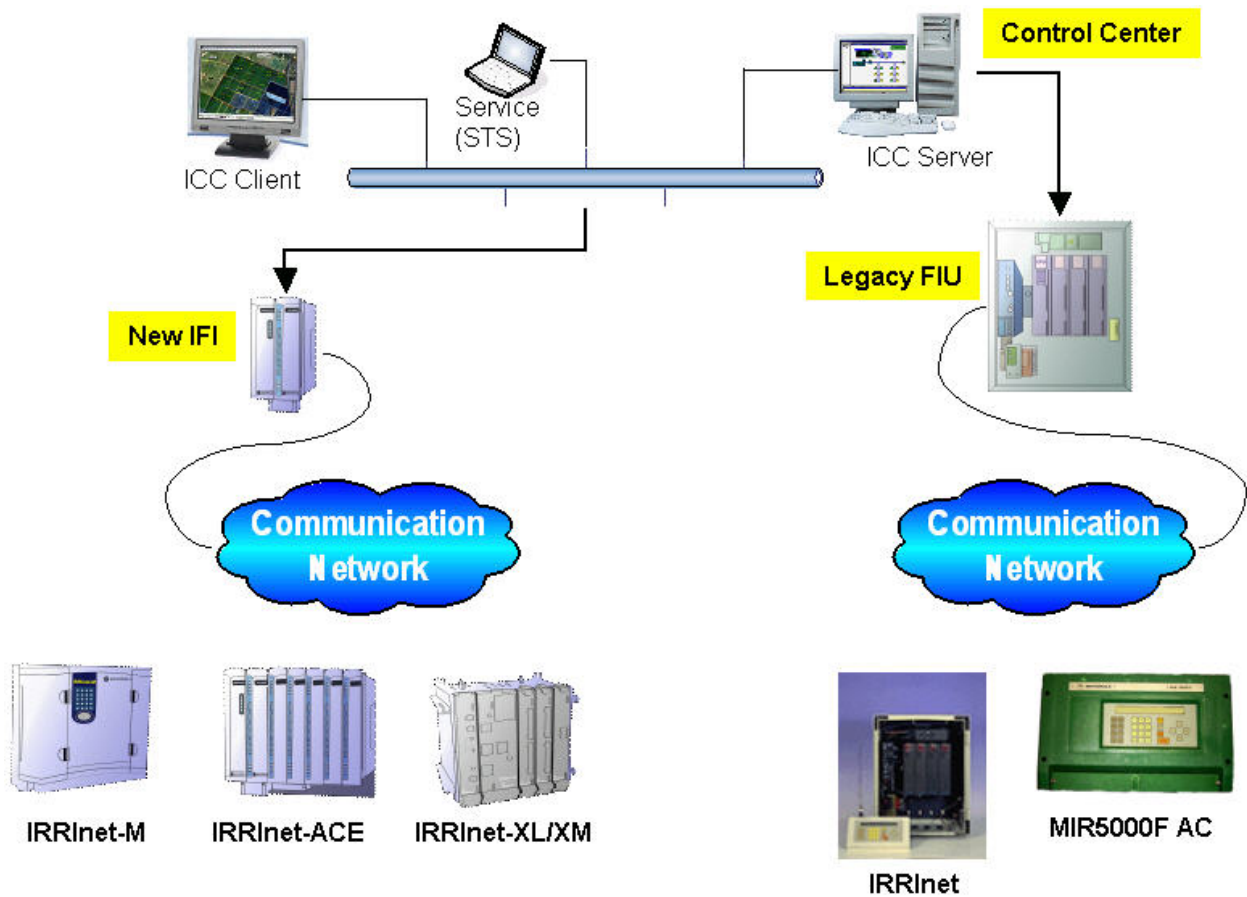 Control Center
Service
(STS)
ICC Client
ICC Server
New IFI
Legacy FIU
Communication
Network
Communication
Network
MOTOROLA
IRRInet-M
IRRInet-ACE
IRRInet-XL/XM
MIR5000F AC
IRRInet